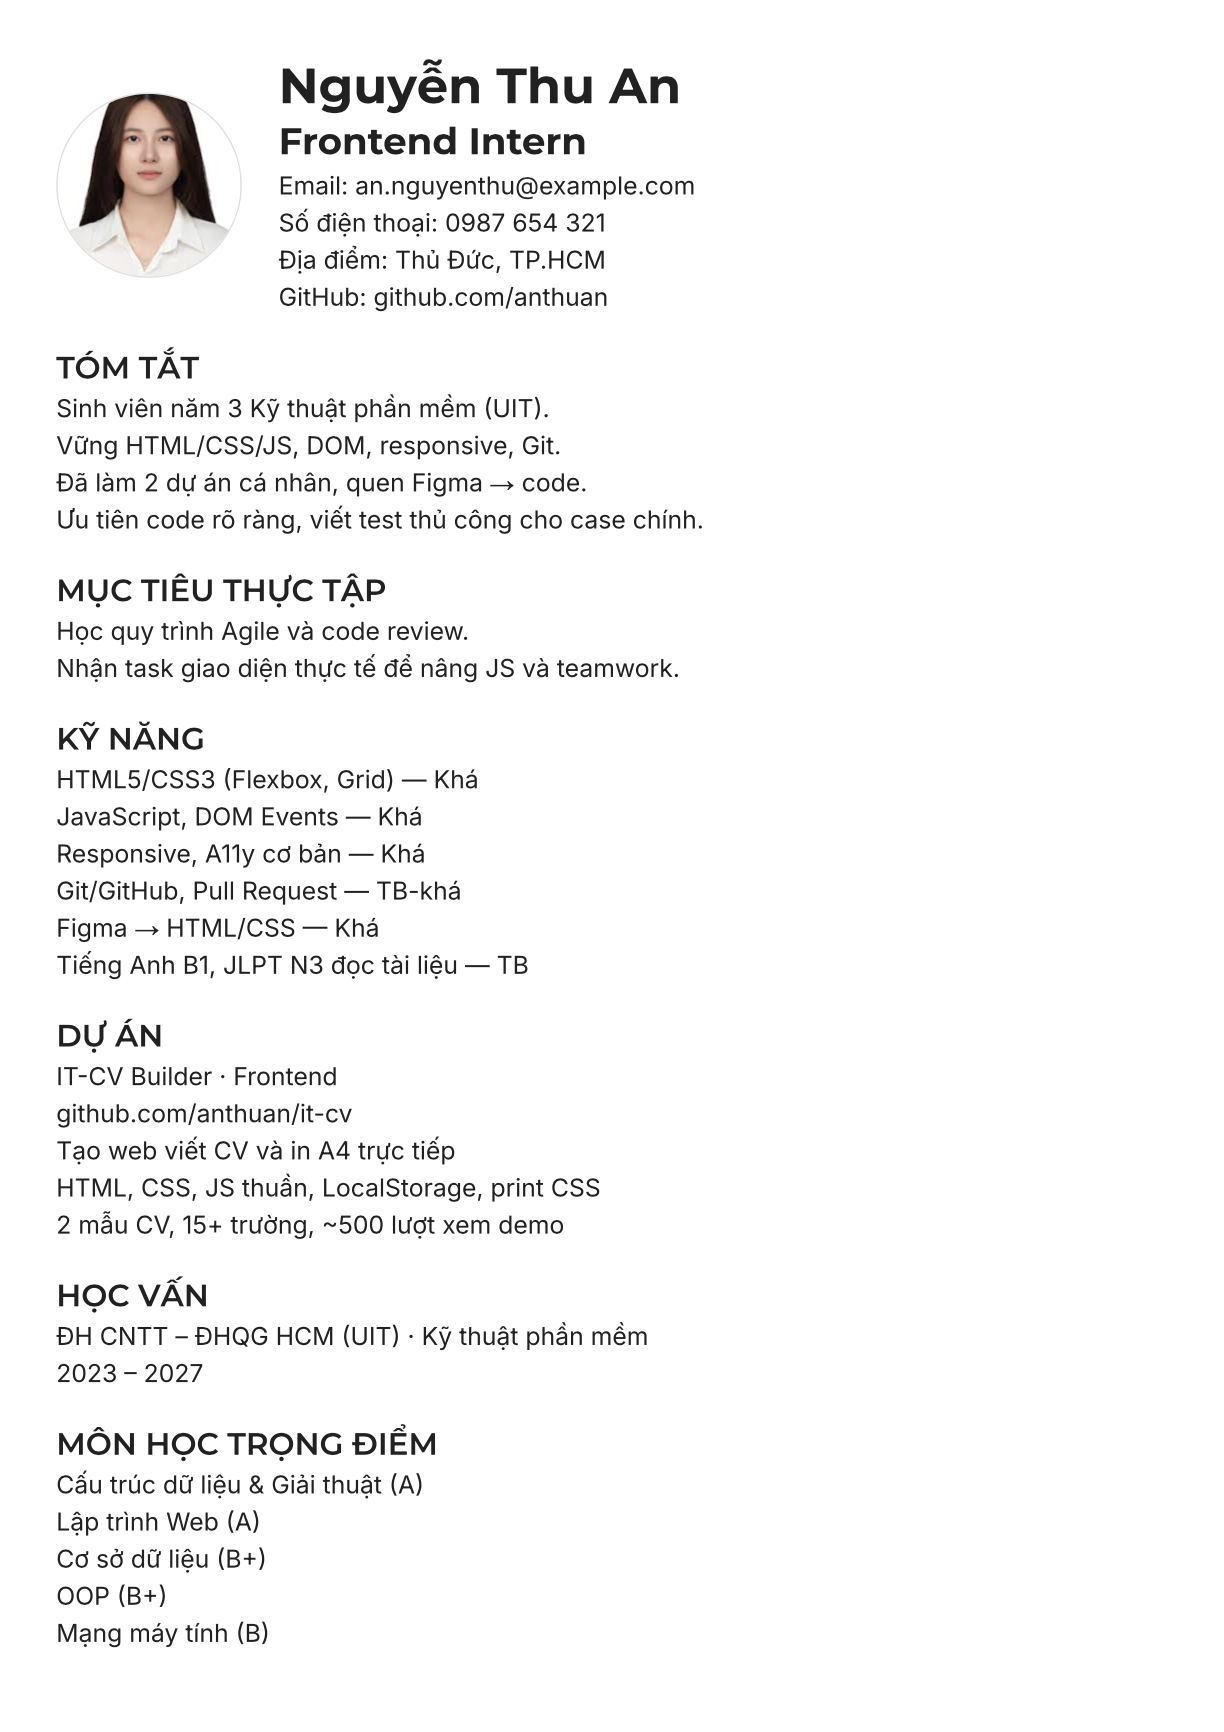 Nguyễn Thu An
Frontend Intern
Email: an.nguyenthu@example.com
Số điện thoại: 0987 654 321
Địa điểm: Thủ Đức, TP.HCM
GitHub: github.com/anthuan
TÓM TẮT
Sinh viên năm 3 Kỹ thuật phần mềm (UIT).
Vững HTML/CSS/JS, DOM, responsive, Git.
Đã làm 2 dự án cá nhân, quen Figma → code.
Ưu tiên code rõ ràng, viết test thủ công cho case chính.
MỤC TIÊU THỰC TẬP
Học quy trình Agile và code review.
Nhận task giao diện thực tế để nâng JS và teamwork.
KỸ NĂNG
HTML5/CSS3 (Flexbox, Grid) — Khá
JavaScript, DOM Events — Khá
Responsive, A11y cơ bản — Khá
Git/GitHub, Pull Request — TB-khá
Figma → HTML/CSS — Khá
Tiếng Anh B1, JLPT N3 đọc tài liệu — TB
DỰ ÁN
IT-CV Builder · Frontend
github.com/anthuan/it-cv
Tạo web viết CV và in A4 trực tiếp
HTML, CSS, JS thuần, LocalStorage, print CSS
2 mẫu CV, 15+ trường, ~500 lượt xem demo
HỌC VẤN
ĐH CNTT – ĐHQG HCM (UIT) · Kỹ thuật phần mềm
2023 – 2027
MÔN HỌC TRỌNG ĐIỂM
Cấu trúc dữ liệu & Giải thuật (A)
Lập trình Web (A)
Cơ sở dữ liệu (B+)
OOP (B+)
Mạng máy tính (B)